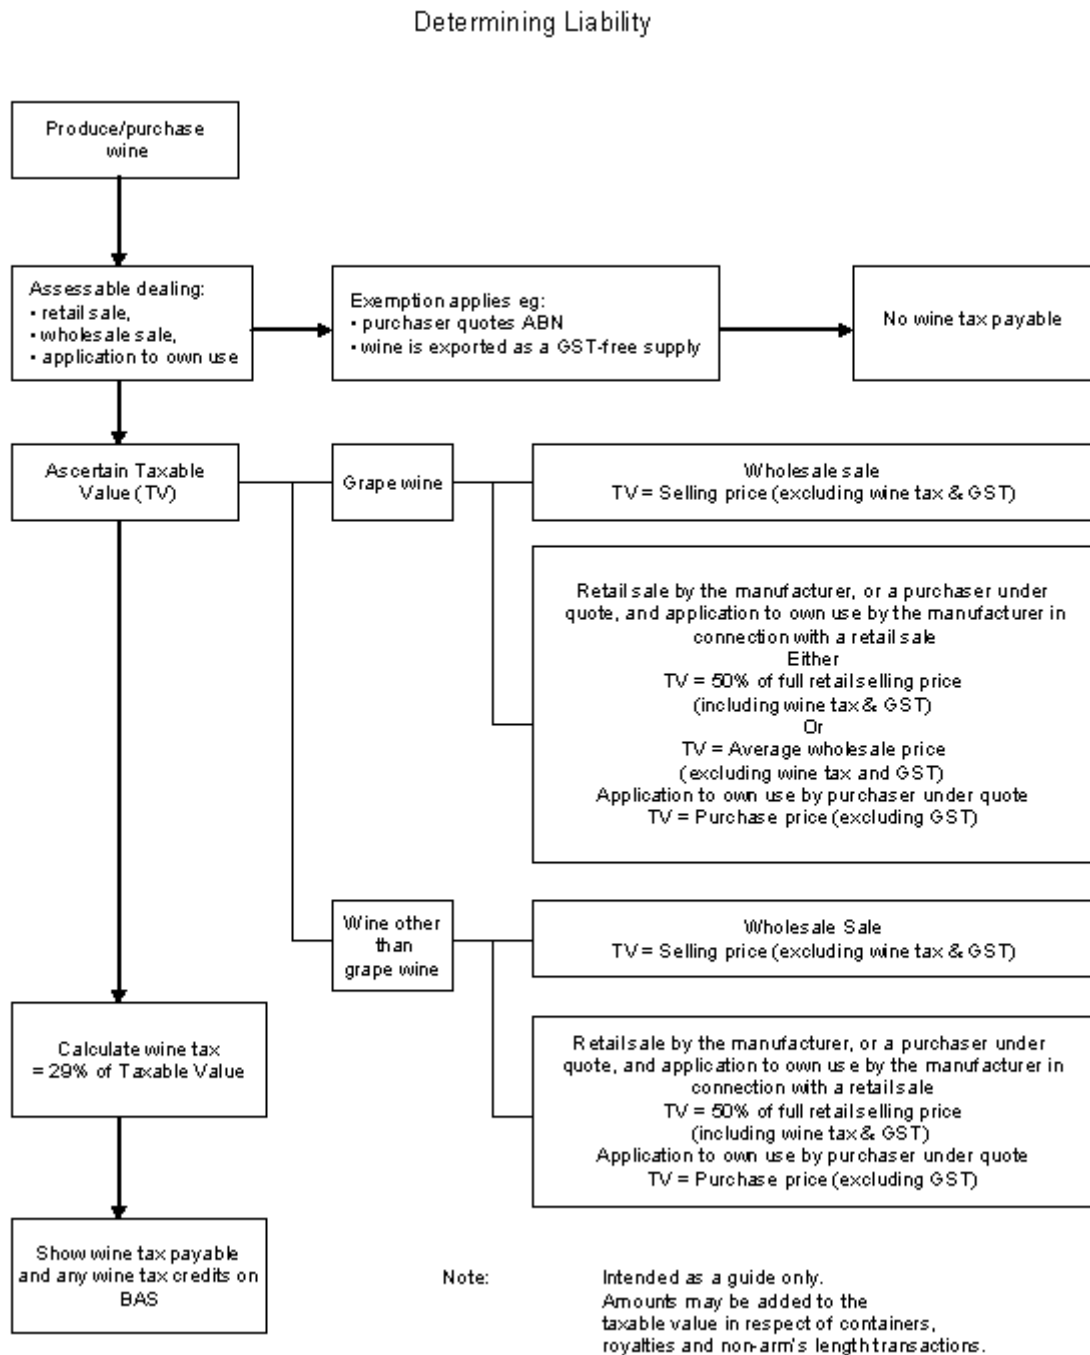 Determining Liability
Produce/purchase
wine
Assessable dealing:
• retail sale,
• wholesale sale,
• application to own use
Exemption applies eg:
• purchaser quotes ABN
• wine is exported as a GST-free supply
No wine tax payable
Ascertain Taxable
Value (TV)
Grape wine
Wholesale sale
TV = Selling price (excluding wine tax & GST)
Retail sale by the manufacturer, or a purchaser under
quote, and application to own use by the manufacturer in
connection with a retail sale
Either
TV = 50% of full retail selling price
(including wine tax & GST)
Or
TV = Average wholesale price
(excluding wine tax and GST)
Application to own use by purchaser under quote
TV = Purchase price (excluding GST)
Wine other
than
grape wine
Wholesale Sale
TV = Selling price (excluding wine tax & GST)
Calculate wine tax
= 29% of Taxable Value
Retail sale by the manufacturer, or a purchaser under
quote, and application to own use by the manufacturer in
connection with a retail sale
TV = 50% of full retail selling price
(including wine tax & GST)
Application to own use by purchaser under quote
TV = Purchase price (excluding GST)
Show wine tax payable
and any wine tax credits on
BAS
Note:
Intended as a guide only.
Amounts may be added to the
taxable value in respect of containers,
royalties and non-arm's length transactions.